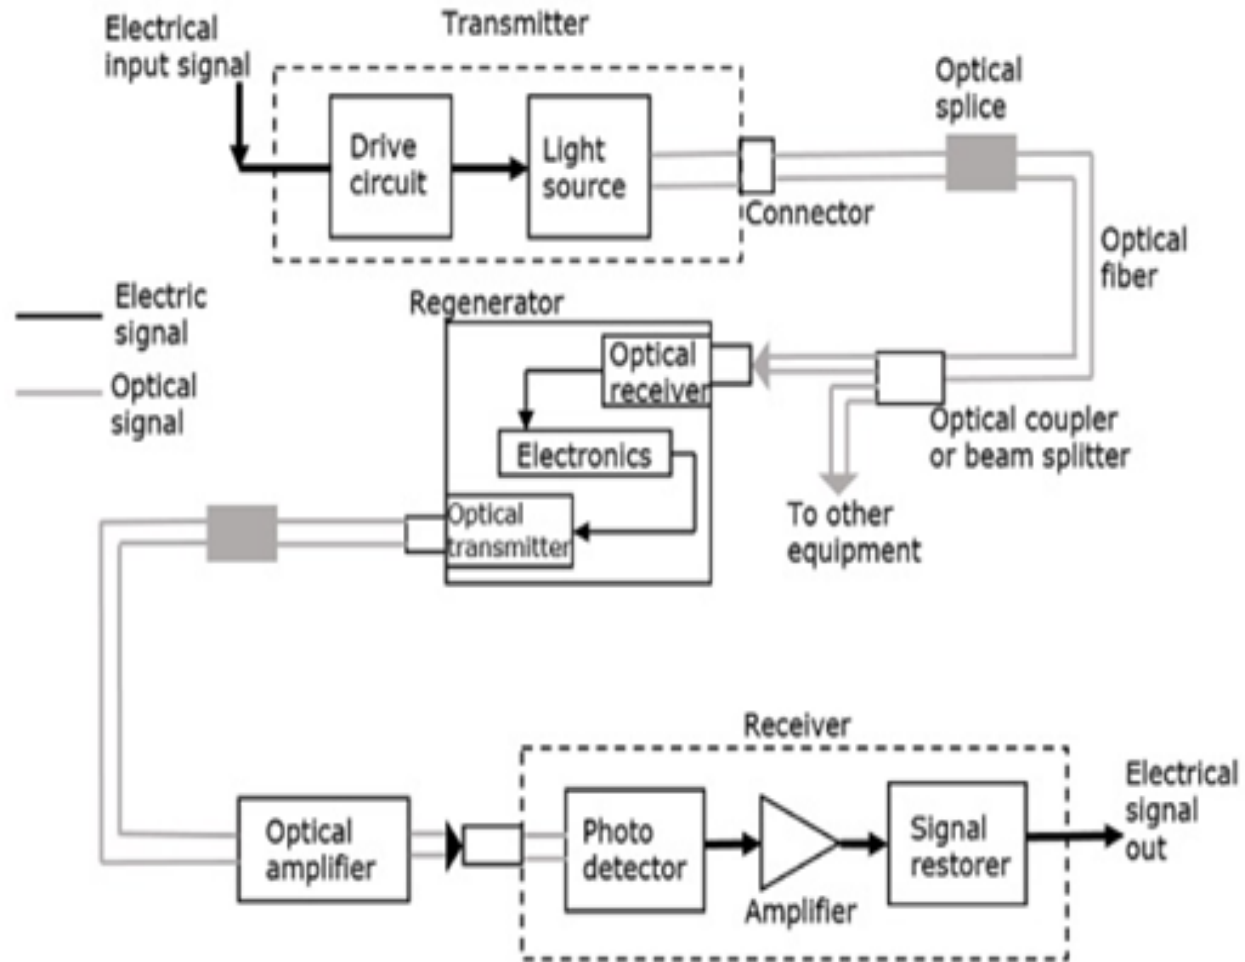 Electrical
input signal
Transmitter
Drive
circuit
Light
source
Connector
Optical
splice
Optical
fiber
Electric
signal
Optical
signal
Regenerator
Optical
receiver
Electronics
Optical
transmitter
Optical coupler
or beam splitter
To other
equipment
Receiver
Optical
amplifier
Photo
detector
Amplifier
Signal
restorer
Electrical
signal
out